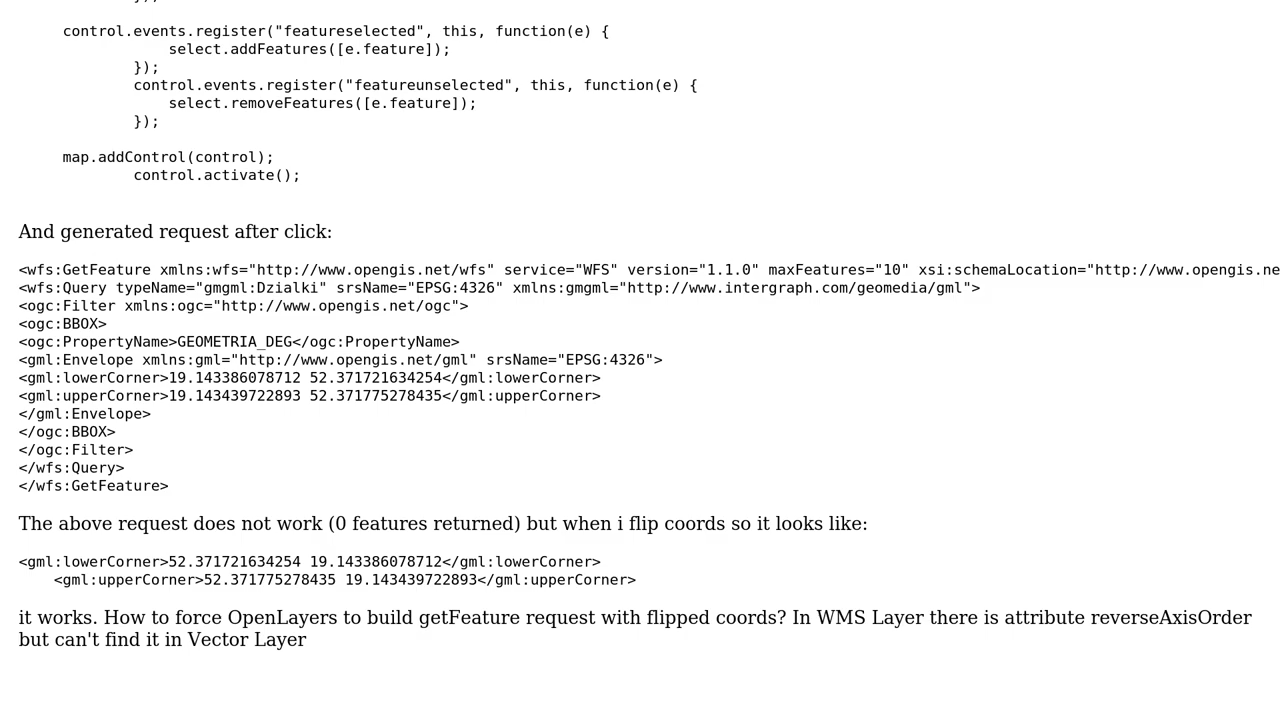 control.events.register("featureselected", this, function(e) {
select.addFeatures([e.feature]);
});
control.events.register("featureunselected", this, function(e) {
select.removeFeatures([e.feature]);
});
map.addControl(control);
control.activate();
And generated request after click:
<wfs:GetFeature xmlns:wfs="http://www.opengis.net/wfs" service="WFS" version="1.1.0" maxFeatures="10" xsi:schemaLocation="http://www.opengis.ne
<wfs:Query typeName="gmgml:Dzialki" srsName="EPSG:4326" xmlns:gmgml="http://www.intergraph.com/geomedia/gml">
<ogc:Filter xmlns:ogc="http://www.opengis.net/ogc">
<ogc:BBOX>
<ogc:PropertyName>GEOMETRIA_DEG</ogc:PropertyName>
<gml:Envelope xmlns:gml="http://www.opengis.net/gml" srsName="EPSG:4326">
<gml:lowerCorner>19.143386078712 52.371721634254</gml:lowerCorner>
<gml:upperCorner>19.143439722893 52.371775278435</gml:upperCorner>
</gml:Envelope>
</ogc:BBOX>
</ogc:Filter>
</wfs:Query>
</wfs:GetFeature>
The above request does not work (0 features returned) but when i flip coords so it looks like:
<gml:lowerCorner>52.371721634254 19.143386078712</gml:lowerCorner>
<gml:upperCorner>52.371775278435 19.143439722893</gml:upperCorner>
it works. How to force OpenLayers to build getFeature request with flipped coords? In WMS Layer there is attribute reverseAxisOrder
but can't find it in Vector Layer